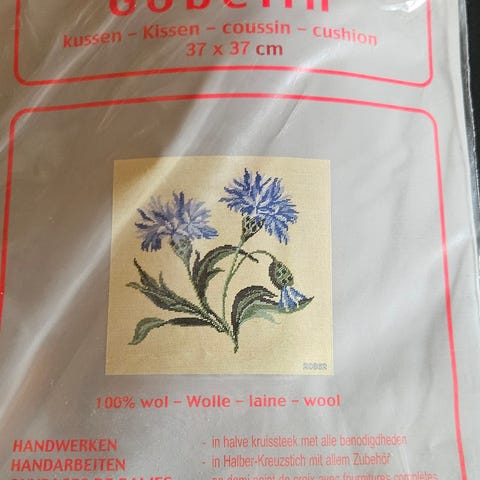 Gobelin
kussen – Kissen – coussin – cushion
37 x 37 cm
100% wol – Wolle – laine – wool
HANDWERKEN - in halve kruissteek met alle benodigdheden
HANDARBEITEN - in Halber-Kreuzstich mit allem Zubehör